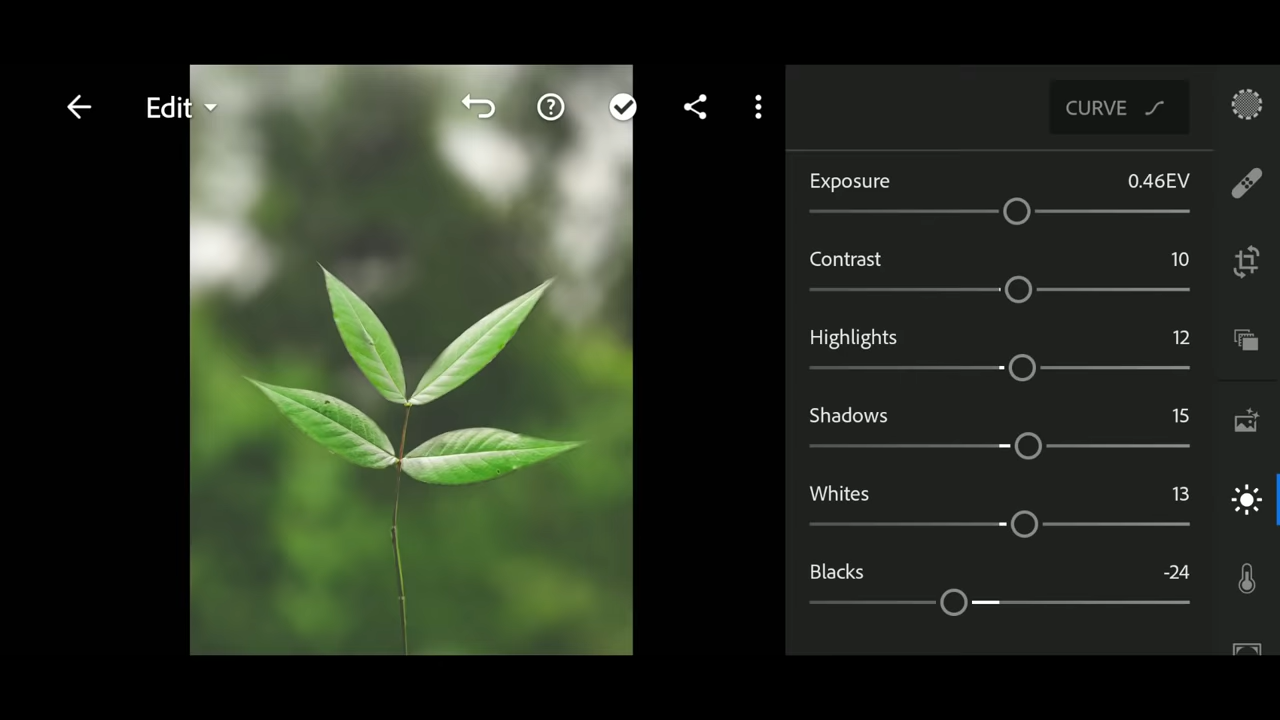 Edit
CURVE
Exposure 0.46EV
Contrast 10
Highlights 12
Shadows 15
Whites 13
Blacks -24